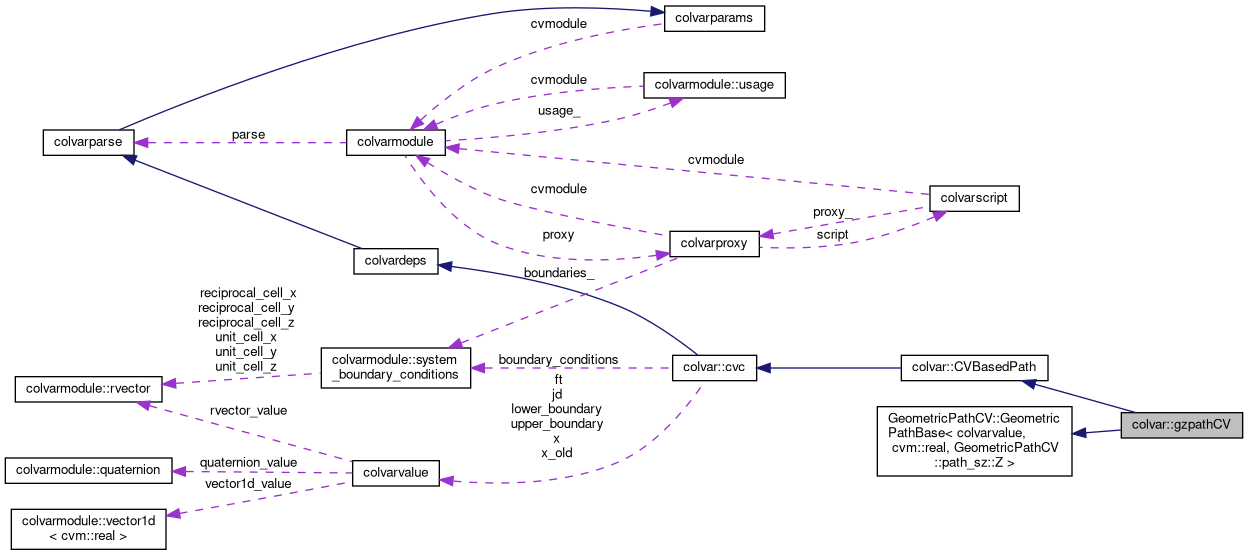 colvarparams
cvmodule
cvmodule
colvarmodule::usage
usage_
colvarparse
parse
colvarmodule
cvmodule
cvmodule
colvarscript
proxy_
script
proxy
colvarproxy
colvardeps
boundaries_
reciprocal_cell_x
reciprocal_cell_y
reciprocal_cell_z
unit_cell_x
unit_cell_y
unit_cell_z
colvarmodule::system
_boundary_conditions
boundary_conditions
colvar::cvc
colvar::CVBasedPath
colvarmodule::rvector
rvector_value
ft
jd
lower_boundary
upper_boundary
x
x_old
GeometricPathCV::Geometric
PathBase< colvarvalue,
cvm::real, GeometricPathCV
::path_sz::Z >
colvar::gzpathCV
colvarmodule::quaternion
quaternion_value
colvarvalue
vector1d_value
colvarmodule::vector1d
< cvm::real >